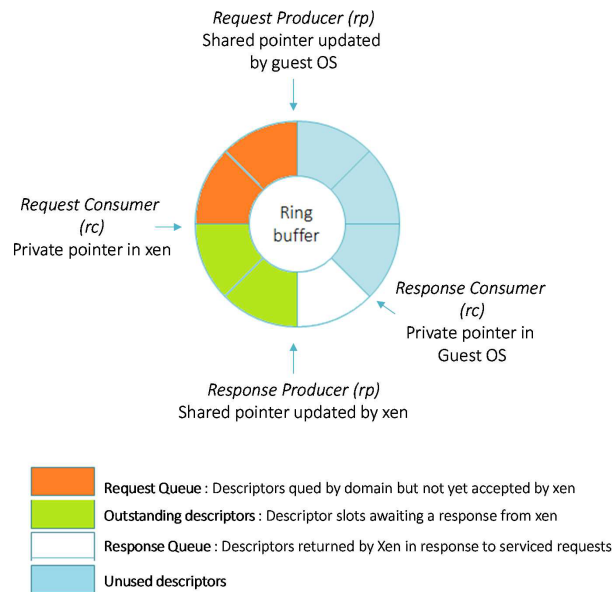 Request Producer (rp)
Shared pointer updated
by guest OS
Request Consumer
(rc)
Private pointer in xen
Ring
buffer
Response Consumer
(rc)
Private pointer in
Guest OS
Response Producer (rp)
Shared pointer updated by xen
Request Queue : Descriptors qued by domain but not yet accepted by xen
Outstanding descriptors : Descriptor slots awaiting a response from xen
Response Queue : Descriptors returned by Xen in response to serviced requests
Unused descriptors